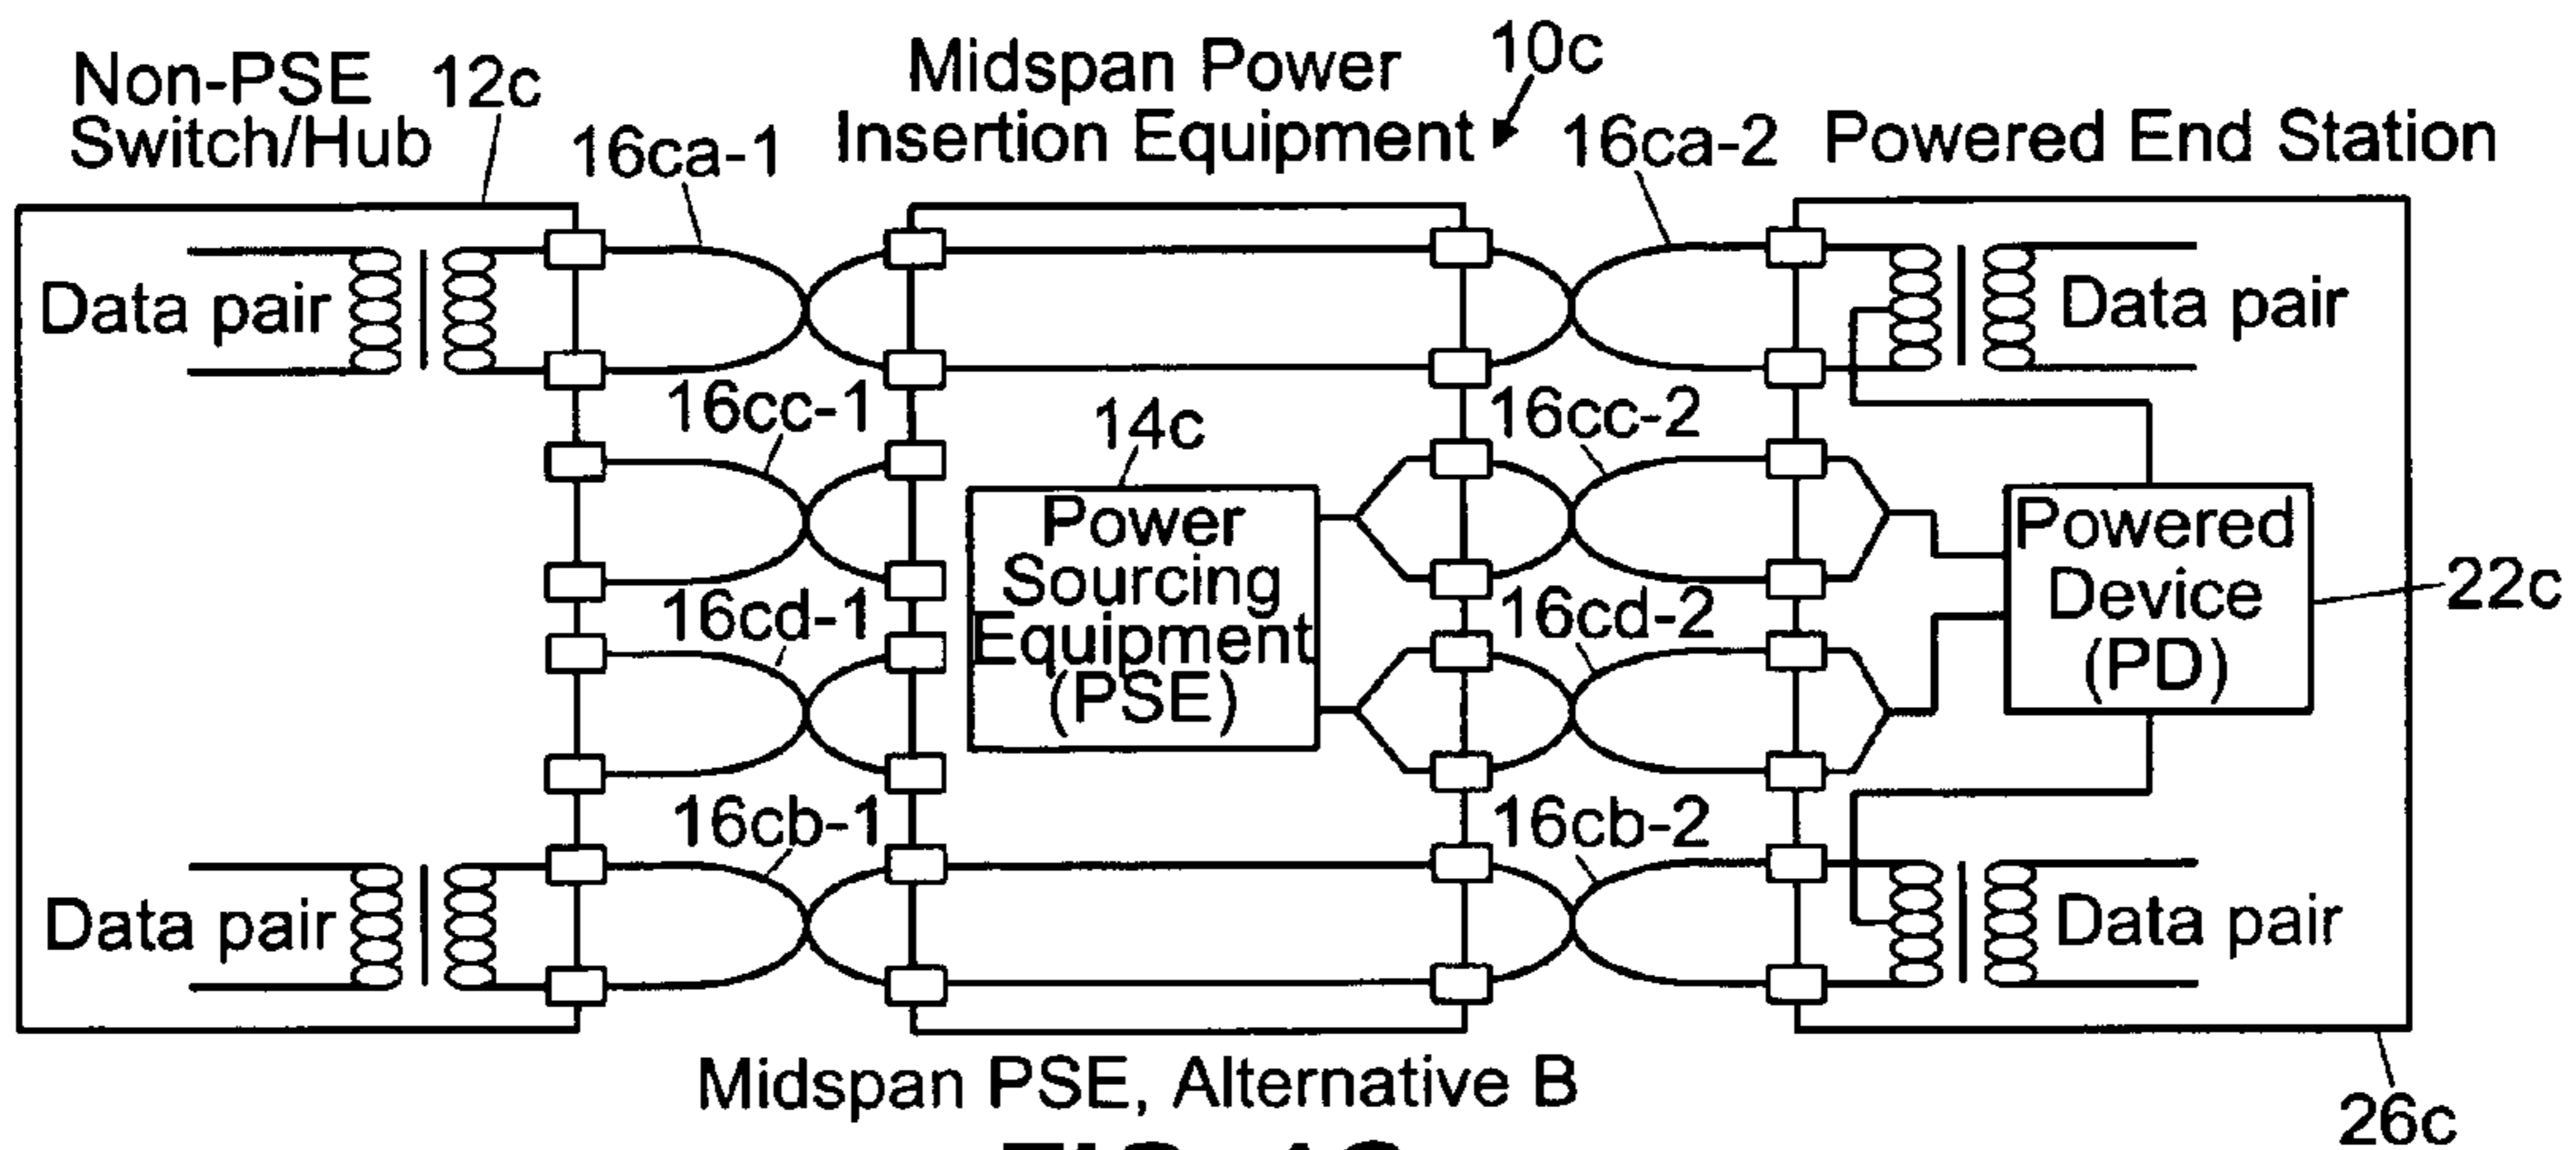 Non-PSE
Switch/Hub
12c
16ca-1
Midspan Power
Insertion Equipment
10c
16ca-2
Powered End Station
Data pair
Data pair
16cc-1
14c
16cc-2
Power
Sourcing
Equipment
(PSE)
Powered
Device
(PD)
22c
16cd-1
16cd-2
16cb-1
16cb-2
Data pair
Data pair
Midspan PSE, Alternative B
26c